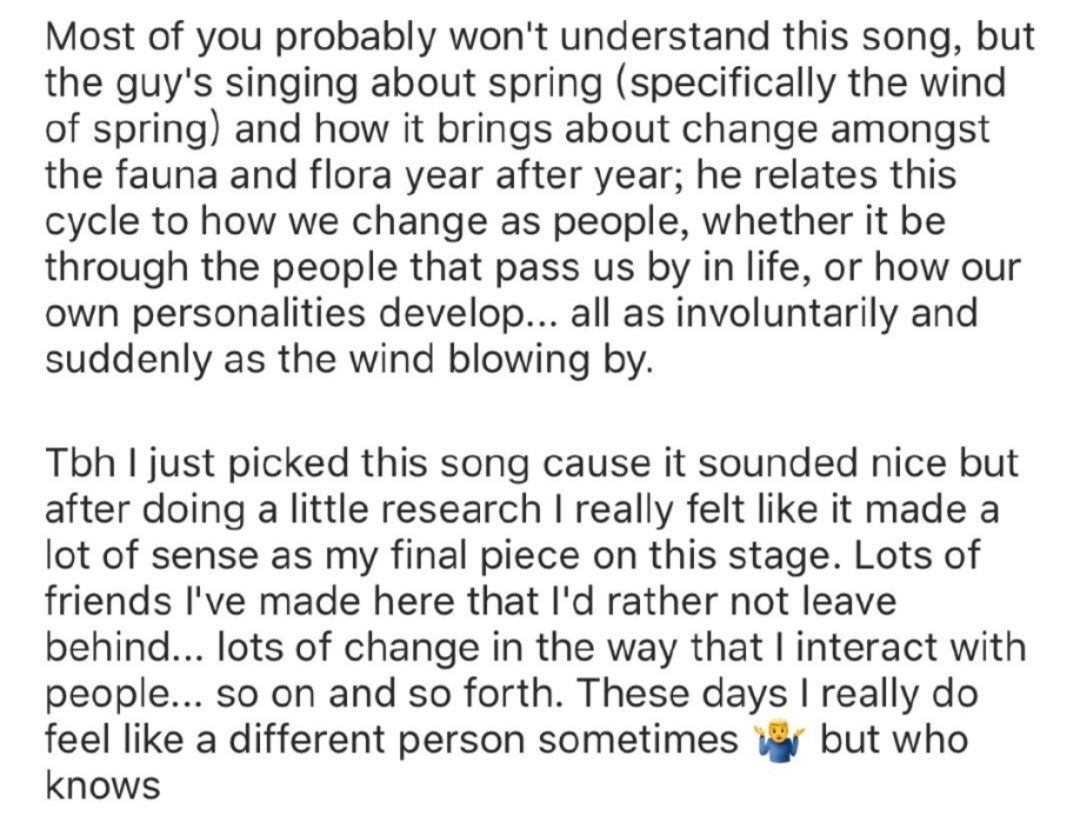 Most of you probably won't understand this song, but
the guy's singing about spring (specifically the wind
of spring) and how it brings about change amongst
the fauna and flora year after year; he relates this
cycle to how we change as people, whether it be
through the people that pass us by in life, or how our
own personalities develop... all as involuntarily and
suddenly as the wind blowing by.
Tbh I just picked this song cause it sounded nice but
after doing a little research I really felt like it made a
lot of sense as my final piece on this stage. Lots of
friends I've made here that I'd rather not leave
behind... lots of change in the way that I interact with
people... so on and so forth. These days I really do
feel like a different person sometimes 🤷‍♂️ but who
knows